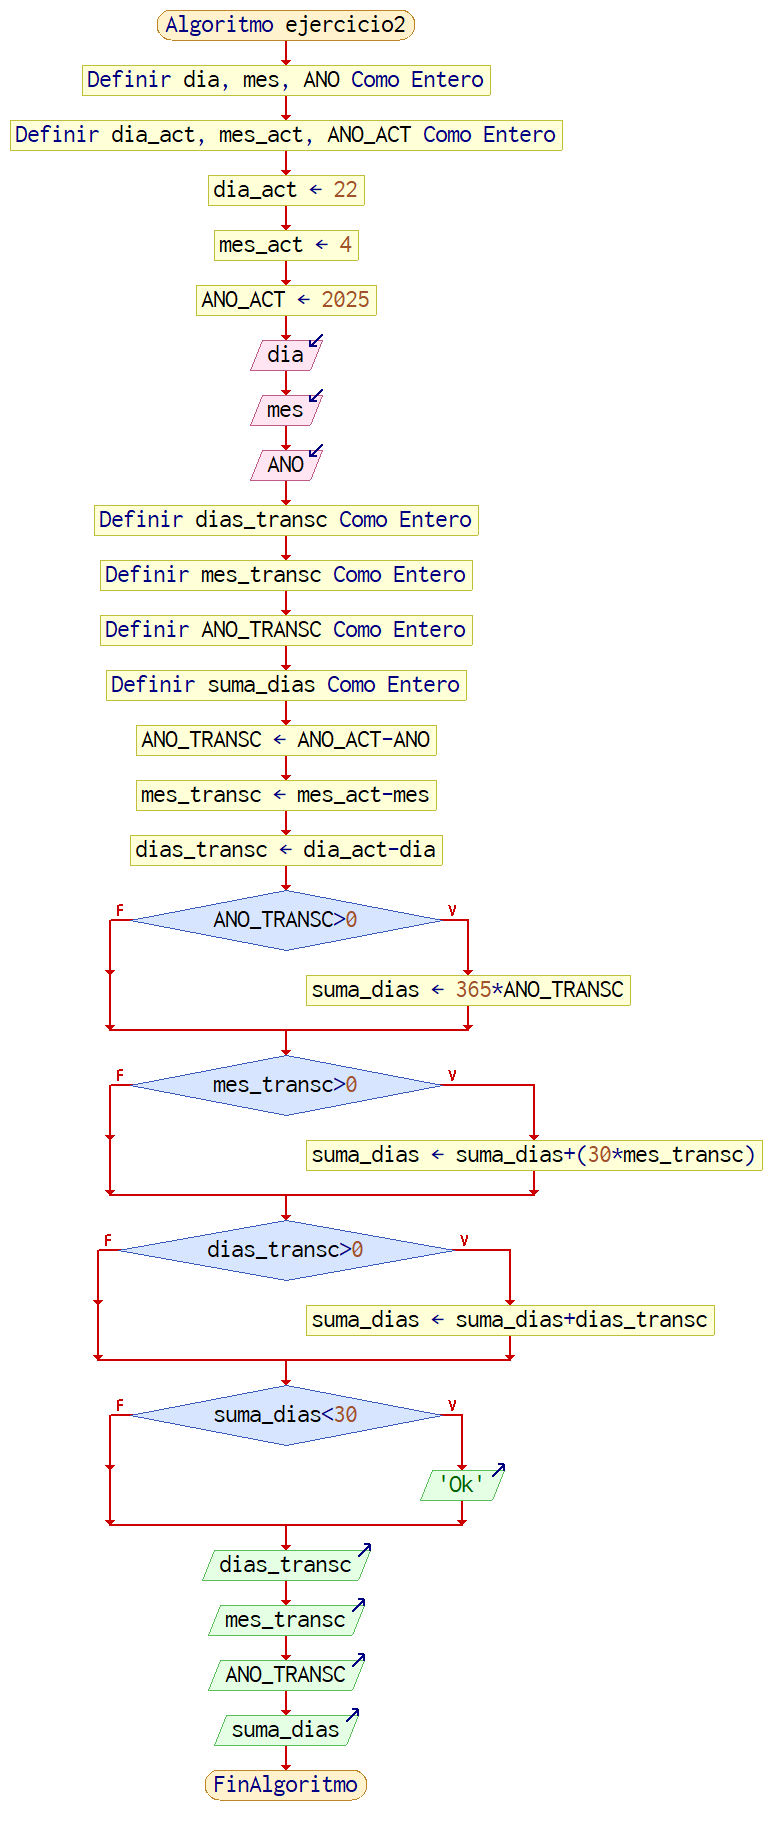 Algoritmo ejercicio2
Definir dia, mes, ANO Como Entero
Definir dia_act, mes_act, ANO_ACT Como Entero
dia_act ← 22
mes_act ← 4
ANO_ACT ← 2025
dia
mes
ANO
Definir dias_transc Como Entero
Definir mes_transc Como Entero
Definir ANO_TRANSC Como Entero
Definir suma_dias Como Entero
ANO_TRANSC ← ANO_ACT-ANO
mes_transc ← mes_act-mes
dias_transc ← dia_act-dia
F
V
ANO_TRANSC>0
suma_dias ← 365*ANO_TRANSC
F
V
mes_transc>0
suma_dias ← suma_dias+(30*mes_transc)
F
V
dias_transc>0
suma_dias ← suma_dias+dias_transc
F
V
suma_dias<30
'Ok'
dias_transc
mes_transc
ANO_TRANSC
suma_dias
FinAlgoritmo